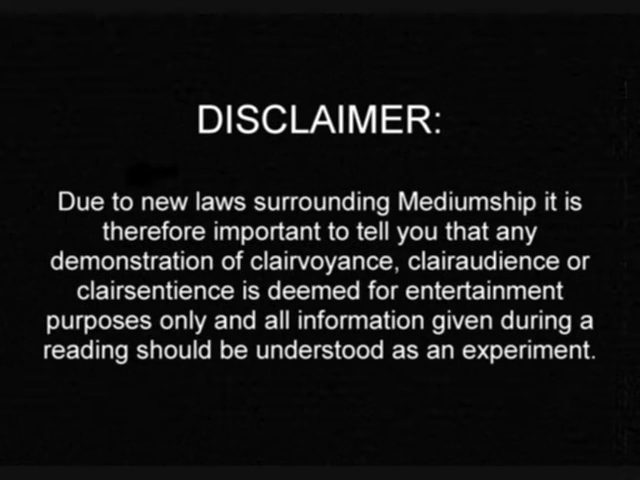 DISCLAIMER:
Due to new laws surrounding Mediumship it is
therefore important to tell you that any
demonstration of clairvoyance, clairaudience or
clairsentience is deemed for entertainment
purposes only and all information given during a
reading should be understood as an experiment.